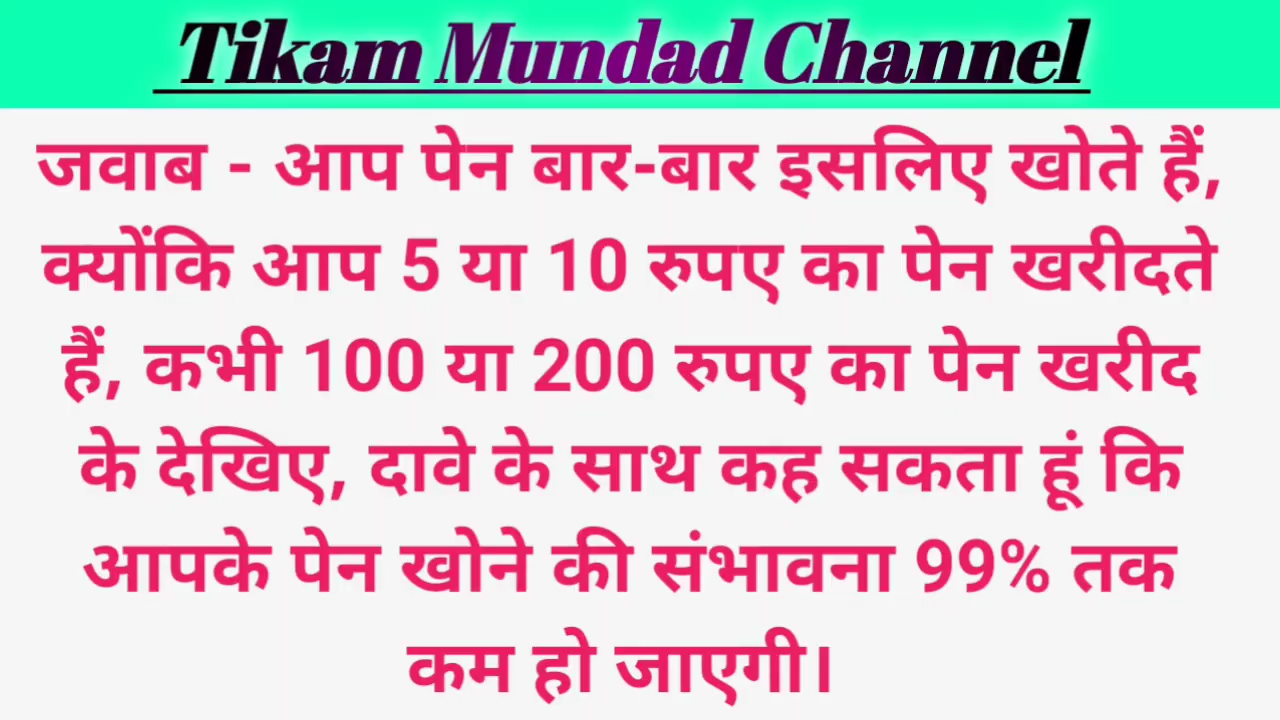 Tikam Mundad Channel
जवाब - आप पेन बार-बार इसलिए खोते हैं,
क्योंकि आप 5 या 10 रुपए का पेन खरीदते
हैं, कभी 100 या 200 रुपए का पेन खरीद
के देखिए, दावे के साथ कह सकता हूं कि
आपके पेन खोने की संभावना 99% तक
कम हो जाएगी।